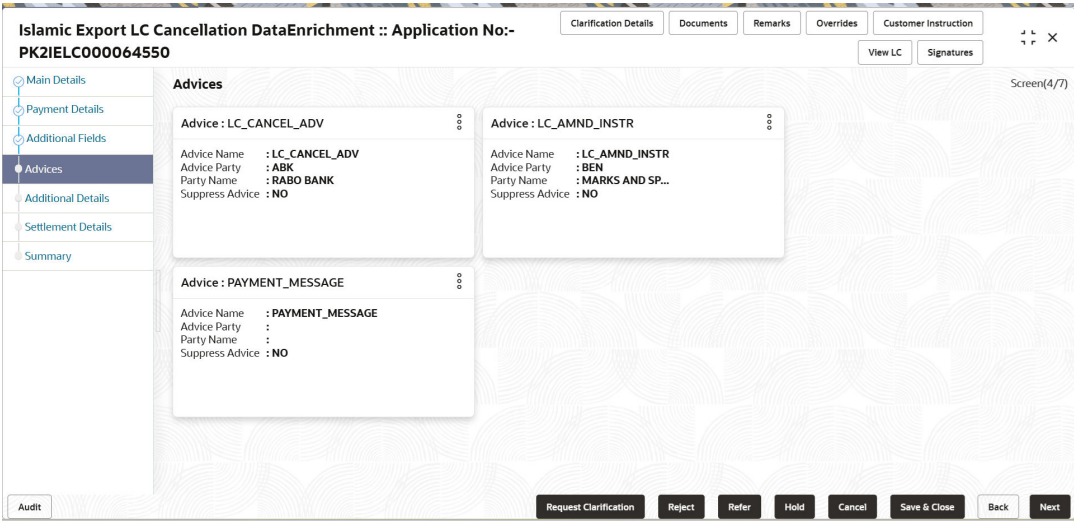 Islamic Export LC Cancellation DataEnrichment :: Application No:-
PK2IELC000064550
Clarification Details
Documents
Remarks
Overrides
Customer Instruction
View LC
Signatures
Main Details
Payment Details
Additional Fields
Advices
Additional Details
Settlement Details
Summary
Advices
Screen(4/7)
Advice : LC_CANCEL_ADV
Advice Name : LC_CANCEL_ADV
Advice Party : ABK
Party Name : RABO BANK
Suppress Advice : NO
Advice : LC_AMND_INSTR
Advice Name : LC_AMND_INSTR
Advice Party : BEN
Party Name : MARKS AND SP...
Suppress Advice : NO
Advice : PAYMENT_MESSAGE
Advice Name : PAYMENT_MESSAGE
Advice Party :
Party Name :
Suppress Advice : NO
Audit
Request Clarification
Reject
Refer
Hold
Cancel
Save & Close
Back
Next